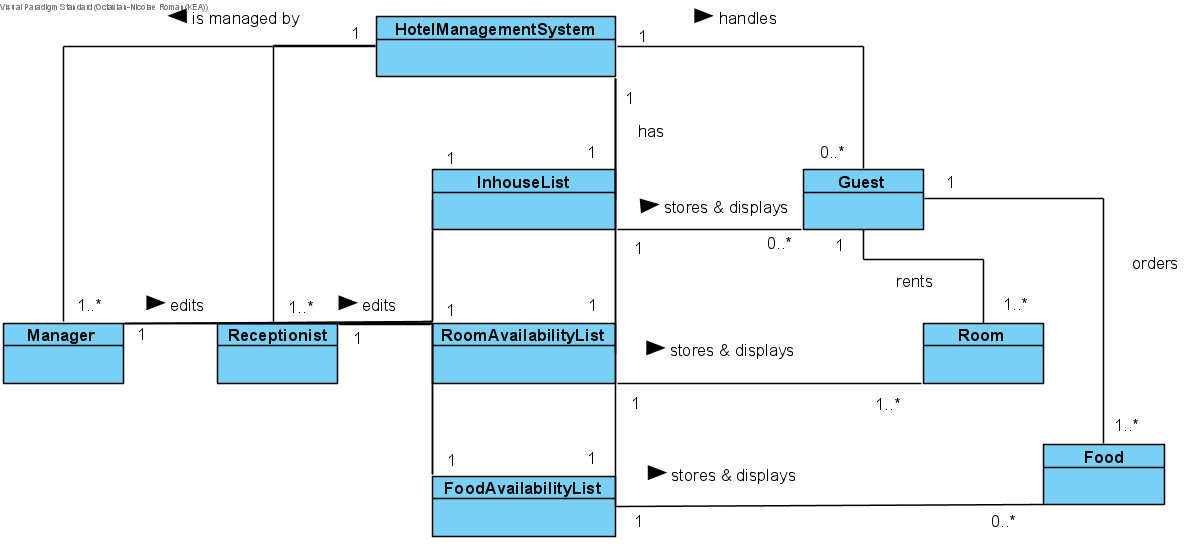 Visual Paradigm Standard (Octavian-Nicolae Roman (KEA))
is managed by
handles
1
HotelManagementSystem
1
1
has
1
1
0..*
InhouseList
Guest
1
stores & displays
1
0..*
1
orders
rents
1..*
edits
1..*
edits
1
1
1..*
Manager
1
Receptionist
1
RoomAvailabilityList
Room
stores & displays
1
1..*
1..*
1
1
Food
stores & displays
FoodAvailabilityList
1
0..*